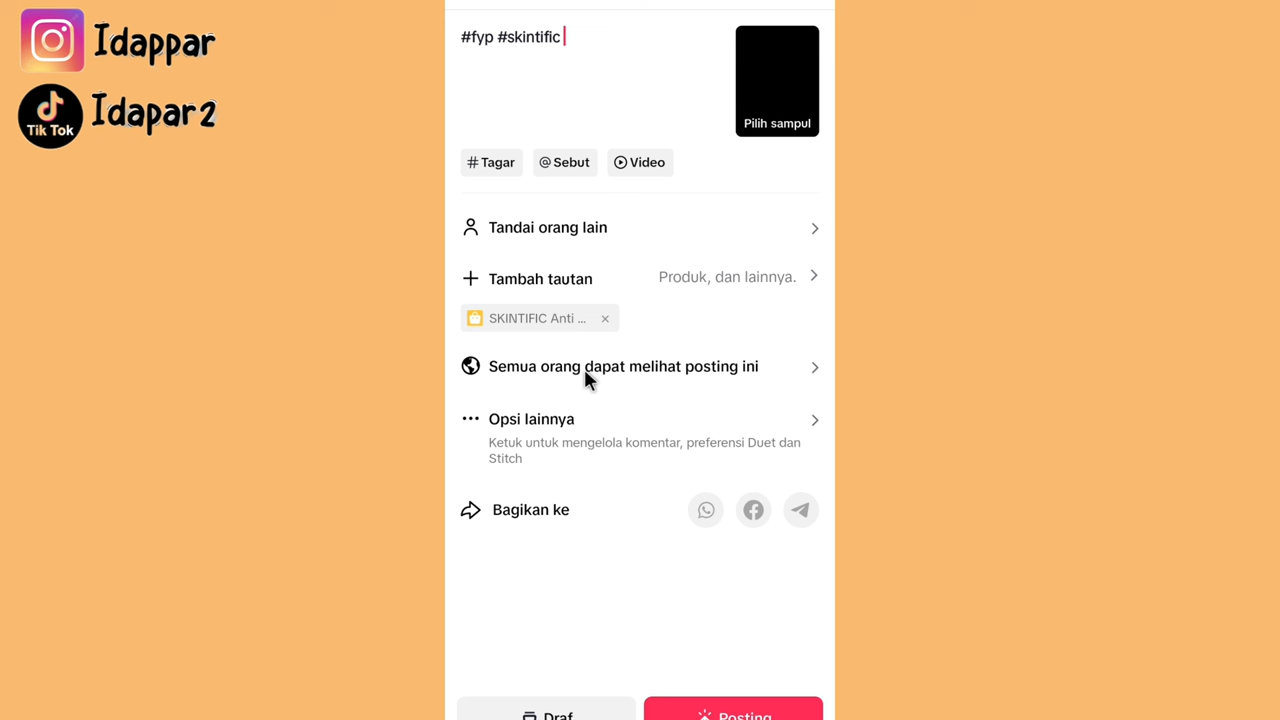 Idappar
Tik Tok
Idapar2
#fyp #skintific
Pilih sampul
# Tagar
@ Sebut
Video
Tandai orang lain
Tambah tautan
Produk, dan lainnya.
SKINTIFIC Anti ...
Semua orang dapat melihat posting ini
Opsi lainnya
Ketuk untuk mengelola komentar, preferensi Duet dan
Stitch
Bagikan ke
Draf
Posting